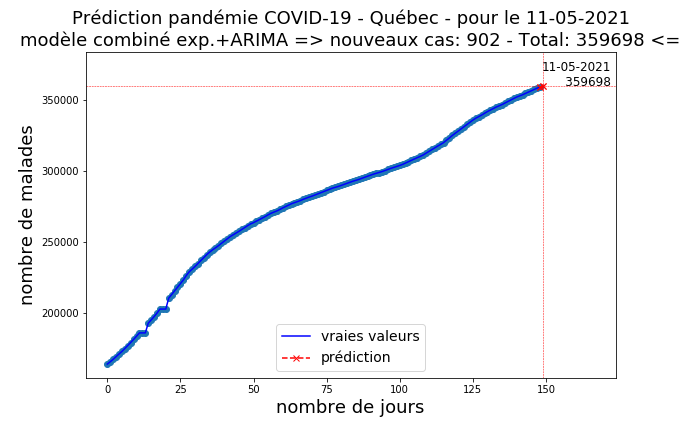 Prédiction pandémie COVID-19 - Québec - pour le 11-05-2021
modèle combiné exp.+ARIMA => nouveaux cas: 902 - Total: 359698 <=
11-05-2021
359698
350000
300000
250000
200000
nombre de malades
vraies valeurs
prédiction
0 25 50 75 100 125 150
nombre de jours